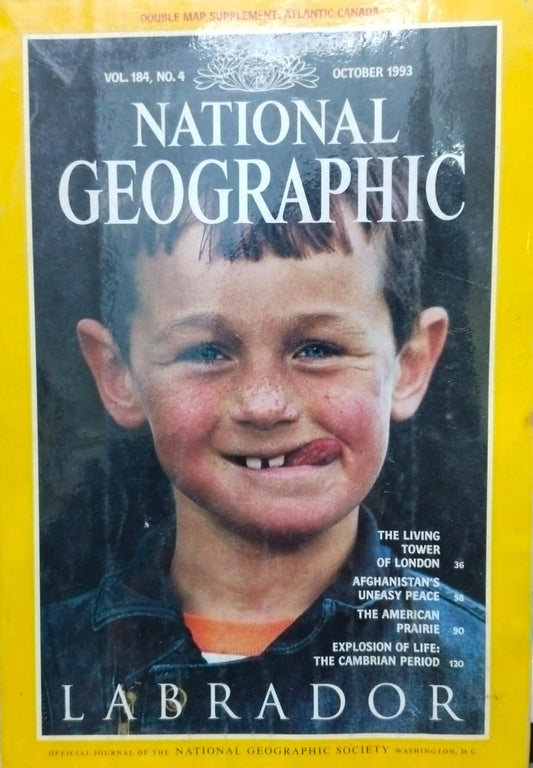 DOUBLE MAP SUPPLEMENT: ATLANTIC CANADA
VOL. 184, NO. 4 OCTOBER 1993
NATIONAL
GEOGRAPHIC
THE LIVING
TOWER
OF LONDON 36
AFGHANISTAN'S
UNEASY PEACE 58
THE AMERICAN
PRAIRIE 90
EXPLOSION OF LIFE:
THE CAMBRIAN PERIOD 120
LABRADOR
OFFICIAL JOURNAL OF THE NATIONAL GEOGRAPHIC SOCIETY WASHINGTON, D.C.